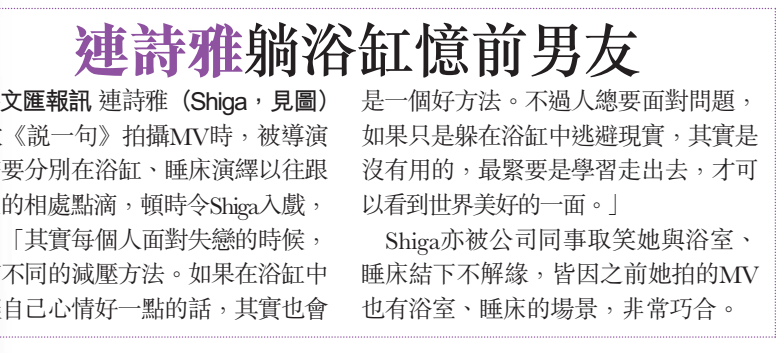 連詩雅躺浴缸憶前男友
文匯報訊 連詩雅（Shiga，見圖）
《說一句》拍攝MV時，被導演
要分別在浴缸、睡床演繹以往跟
的相處點滴，頓時令Shiga入戲，
「其實每個人面對失戀的時候，
不同的減壓方法。如果在浴缸中
自己心情好一點的話，其實也會
是一個好方法。不過人總要面對問題，
如果只是躲在浴缸中逃避現實，其實是
沒有用的，最緊要是學習走出去，才可
以看到世界美好的一面。」
Shiga亦被公司同事取笑她與浴室、
睡床結下不解緣，皆因之前她拍的MV
也有浴室、睡床的場景，非常巧合。